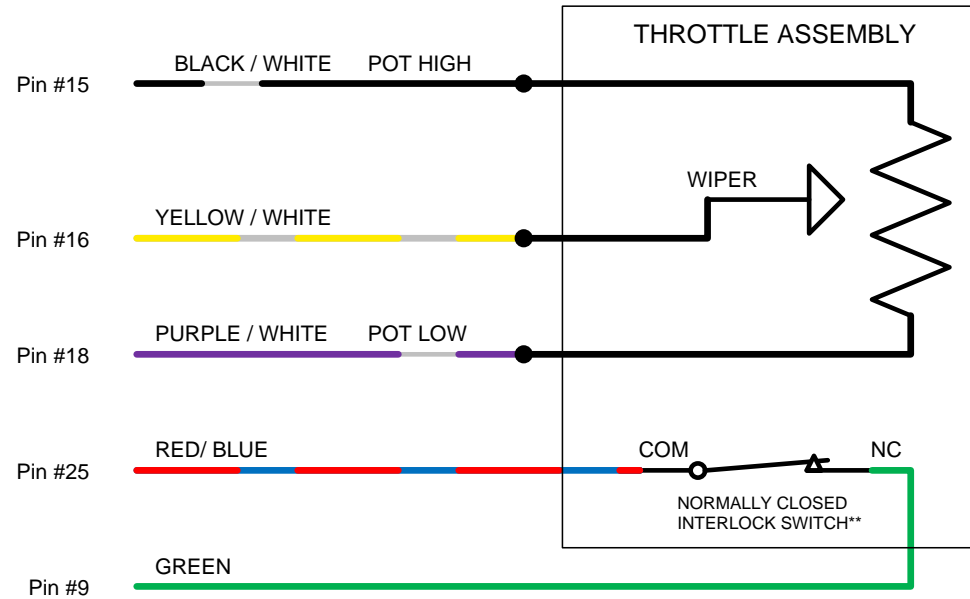 THROTTLE ASSEMBLY
BLACK / WHITE POT HIGH
Pin #15
WIPER
YELLOW / WHITE
Pin #16
PURPLE / WHITE POT LOW
Pin #18
RED/ BLUE COM NC
Pin #25
NORMALLY CLOSED
INTERLOCK SWITCH**
GREEN
Pin #9